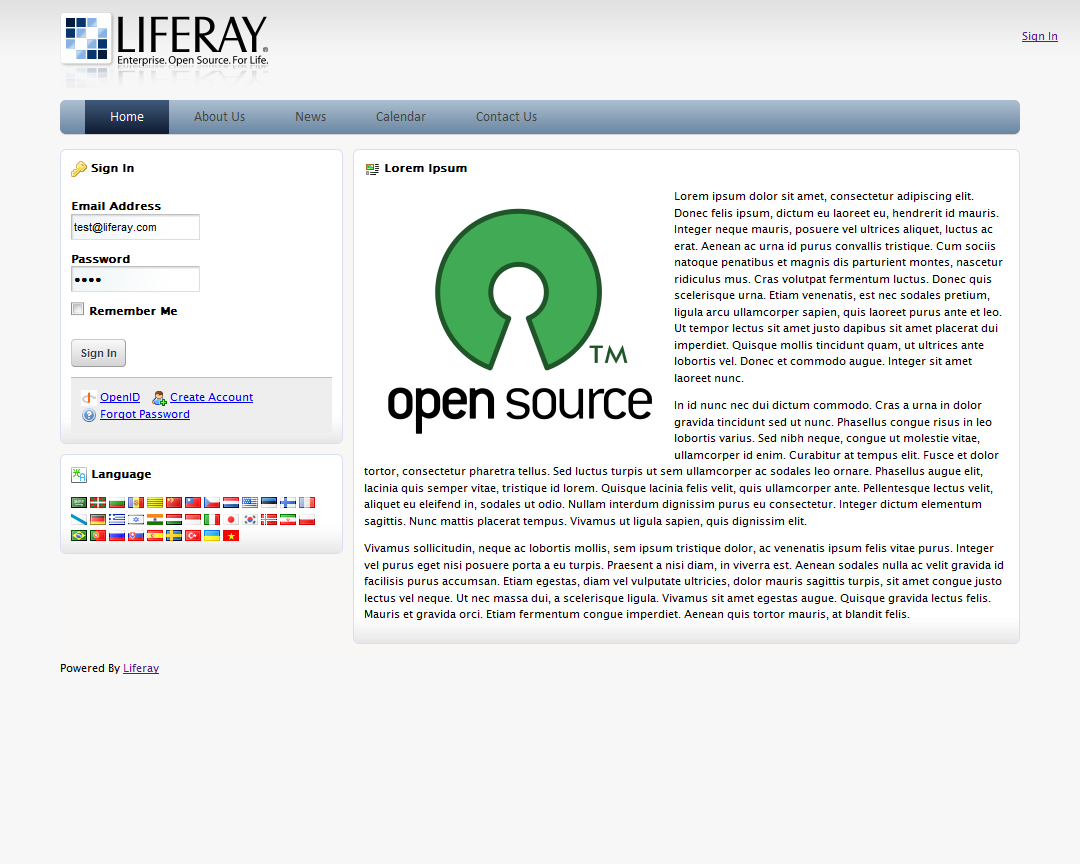 LIFERAY®
Enterprise. Open Source. For Life.
Sign In
Home
About Us
News
Calendar
Contact Us
Sign In
Email Address
test@liferay.com
Password
Remember Me
Sign In
OpenID
Create Account
Forgot Password
Language
Lorem Ipsum
TM
open source
Lorem ipsum dolor sit amet, consectetur adipiscing elit.
Donec felis ipsum, dictum eu laoreet eu, hendrerit id mauris.
Integer neque mauris, posuere vel ultrices aliquet, luctus ac
erat. Aenean ac urna id purus convallis tristique. Cum sociis
natoque penatibus et magnis dis parturient montes, nascetur
ridiculus mus. Cras volutpat fermentum luctus. Donec quis
scelerisque urna. Etiam venenatis, est nec sodales pretium,
ligula arcu ullamcorper sapien, quis laoreet purus ante et leo.
Ut tempor lectus sit amet justo dapibus sit amet placerat dui
imperdiet. Quisque mollis tincidunt quam, ut ultrices ante
lobortis vel. Donec et commodo augue. Integer sit amet
laoreet nunc.
In id nunc nec dui dictum commodo. Cras a urna in dolor
gravida tincidunt sed ut nunc. Phasellus congue risus in leo
lobortis varius. Sed nibh neque, congue ut molestie vitae,
ullamcorper id enim. Curabitur at tempus elit. Fusce et dolor
tortor, consectetur pharetra tellus. Sed luctus turpis ut sem ullamcorper ac sodales leo ornare. Phasellus augue elit,
lacinia quis semper vitae, tristique id lorem. Quisque lacinia felis velit, quis ullamcorper ante. Pellentesque lectus velit,
aliquet eu eleifend in, sodales ut odio. Nullam interdum dignissim purus eu consectetur. Integer dictum elementum
sagittis. Nunc mattis placerat tempus. Vivamus ut ligula sapien, quis dignissim elit.
Vivamus sollicitudin, neque ac lobortis mollis, sem ipsum tristique dolor, ac venenatis ipsum felis vitae purus. Integer
vel purus eget nisi posuere porta a eu turpis. Praesent a nisi diam, in viverra est. Aenean sodales nulla ac velit gravida id
facilisis purus accumsan. Etiam egestas, diam vel vulputate ultricies, dolor mauris sagittis turpis, sit amet congue justo
lectus vel neque. Ut nec massa dui, a scelerisque ligula. Vivamus sit amet egestas augue. Quisque gravida lectus felis.
Mauris et gravida orci. Etiam fermentum congue imperdiet. Aenean quis tortor mauris, at blandit felis.
Powered By Liferay